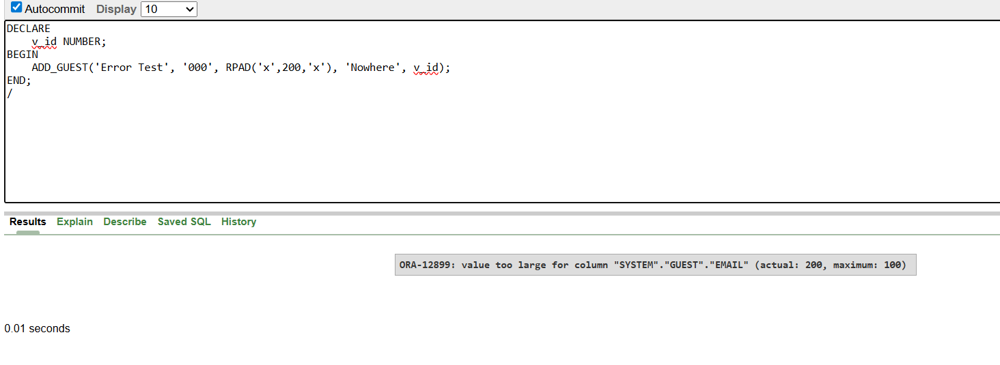 Autocommit Display 10
DECLARE
v_id NUMBER;
BEGIN
ADD_GUEST('Error Test', '000', RPAD('x',200,'x'), 'Nowhere', v_id);
END;
/
Results Explain Describe Saved SQL History
ORA-12899: value too large for column "SYSTEM"."GUEST"."EMAIL" (actual: 200, maximum: 100)
0.01 seconds